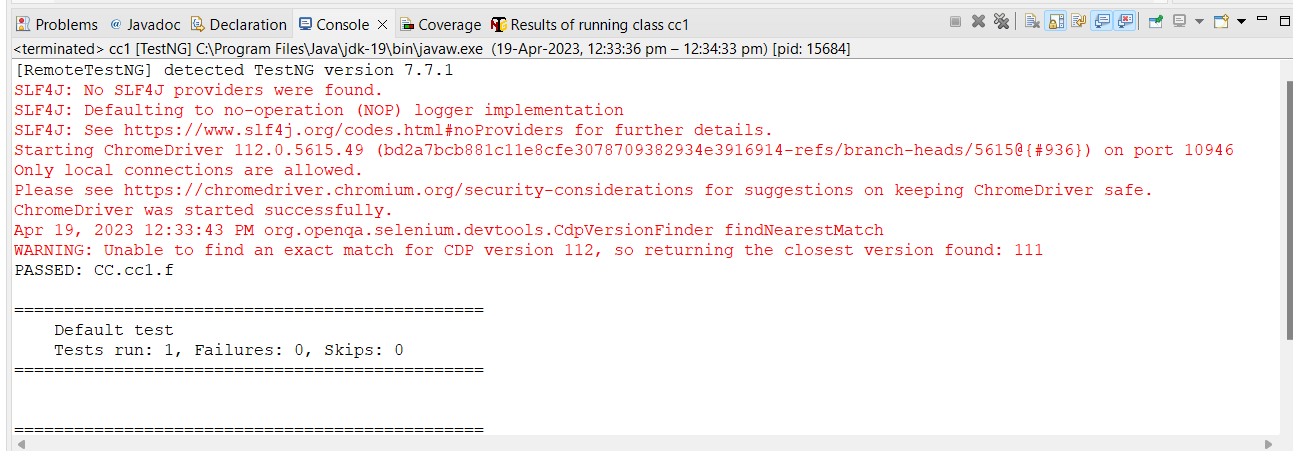 Problems @ Javadoc Declaration Console Coverage Results of running class cc1
<terminated> cc1 [TestNG] C:\Program Files\Java\jdk-19\bin\javaw.exe (19-Apr-2023, 12:33:36 pm – 12:34:33 pm) [pid: 15684]
[RemoteTestNG] detected TestNG version 7.7.1
SLF4J: No SLF4J providers were found.
SLF4J: Defaulting to no-operation (NOP) logger implementation
SLF4J: See https://www.slf4j.org/codes.html#noProviders for further details.
Starting ChromeDriver 112.0.5615.49 (bd2a7bcb881c11e8cfe3078709382934e3916914-refs/branch-heads/5615@{#936}) on port 10946
Only local connections are allowed.
Please see https://chromedriver.chromium.org/security-considerations for suggestions on keeping ChromeDriver safe.
ChromeDriver was started successfully.
Apr 19, 2023 12:33:43 PM org.openqa.selenium.devtools.CdpVersionFinder findNearestMatch
WARNING: Unable to find an exact match for CDP version 112, so returning the closest version found: 111
PASSED: CC.cc1.f
===============================================
Default test
Tests run: 1, Failures: 0, Skips: 0
===============================================
===============================================